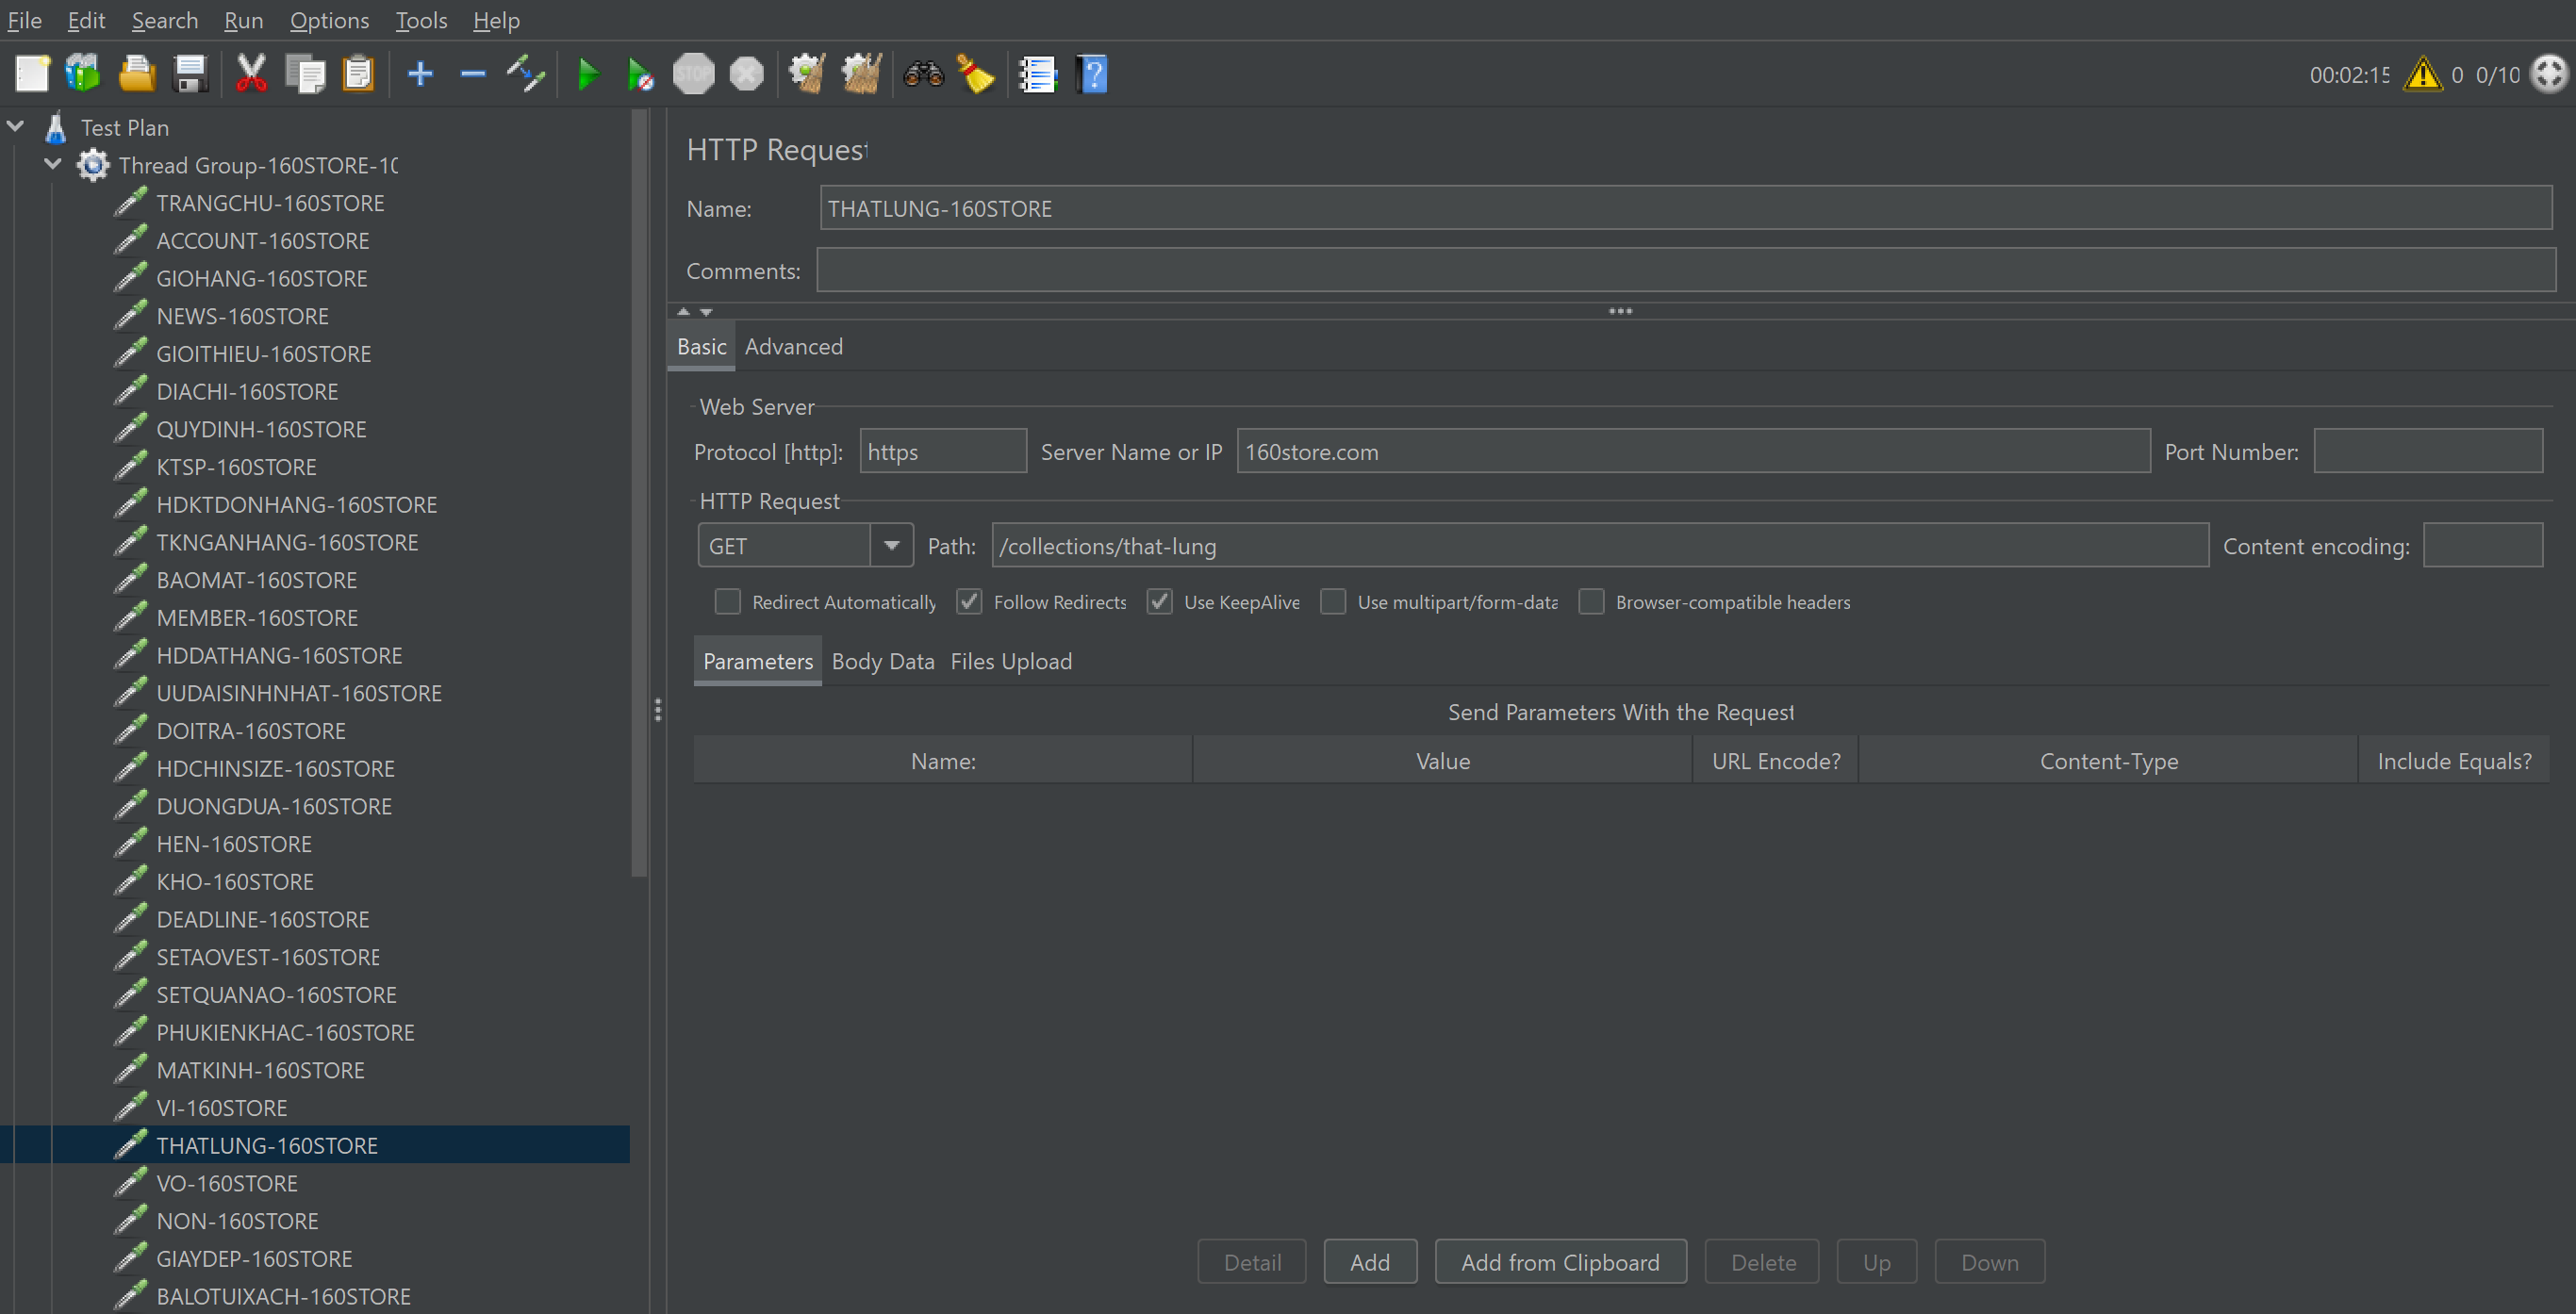 File Edit Search Run Options Tools Help
STOP
00:02:15 0 0/10
Test Plan
Thread Group-160STORE-10
TRANGCHU-160STORE
ACCOUNT-160STORE
GIOHANG-160STORE
NEWS-160STORE
GIOITHIEU-160STORE
DIACHI-160STORE
QUYDINH-160STORE
KTSP-160STORE
HDKTDONHANG-160STORE
TKNGANHANG-160STORE
BAOMAT-160STORE
MEMBER-160STORE
HDDATHANG-160STORE
UUDAISINHNHAT-160STORE
DOITRA-160STORE
HDCHINSIZE-160STORE
DUONGDUA-160STORE
HEN-160STORE
KHO-160STORE
DEADLINE-160STORE
SETAOVEST-160STORE
SETQUANAO-160STORE
PHUKIENKHAC-160STORE
MATKINH-160STORE
VI-160STORE
THATLUNG-160STORE
VO-160STORE
NON-160STORE
GIAYDEP-160STORE
BALOTUIXACH-160STORE
HTTP Request
Name: THATLUNG-160STORE
Comments:
Basic Advanced
Web Server
Protocol [http]: https Server Name or IP 160store.com Port Number:
HTTP Request
GET Path: /collections/that-lung Content encoding:
Redirect Automatically Follow Redirects Use KeepAlive Use multipart/form-data Browser-compatible headers
Parameters Body Data Files Upload
Send Parameters With the Request
Name: Value URL Encode? Content-Type Include Equals?
Detail Add Add from Clipboard Delete Up Down